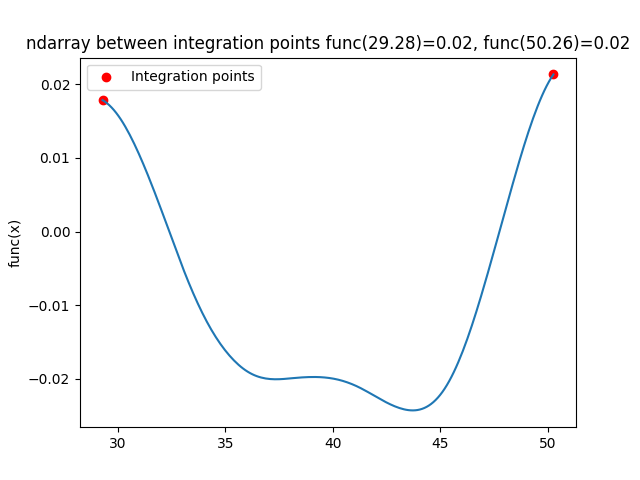 ndarray between integration points func(29.28)=0.02, func(50.26)=0.02
Integration points
0.02
0.01
0.00
−0.01
−0.02
func(x)
30 35 40 45 50